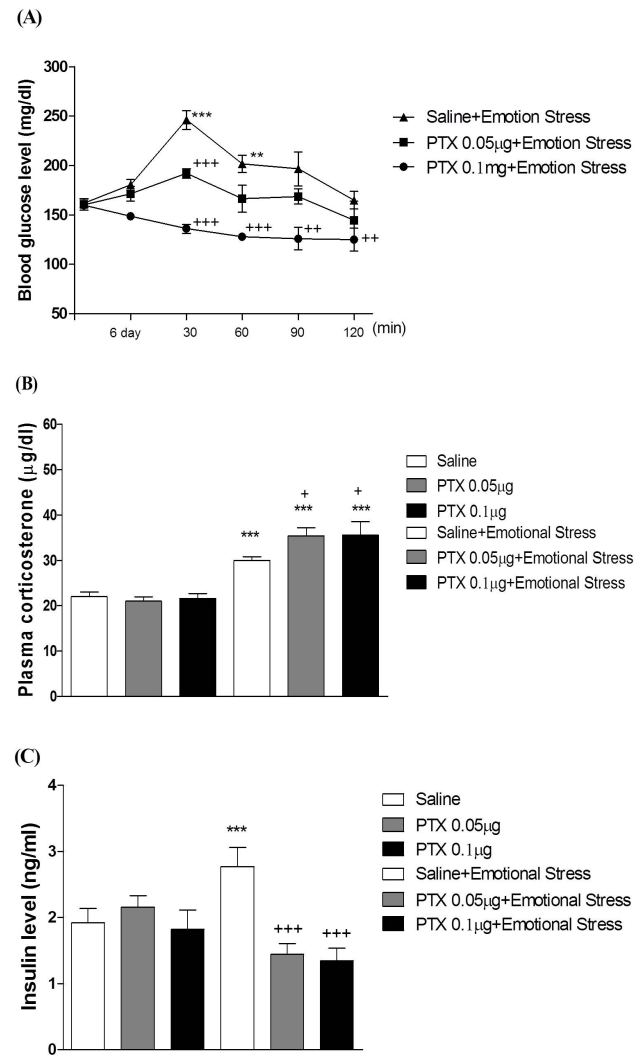 (A)
Blood glucose level (mg/dl)
300
250
200
150
100
50
***
**
+++
+++
+++
++
++
6 day
30
60
90
120
(min)
Saline+Emotion Stress
PTX 0.05μg+Emotion Stress
PTX 0.1mg+Emotion Stress
(B)
Plasma corticosterone (μg/dl)
60
50
40
30
20
10
0
***
+
***
+
***
Saline
PTX 0.05μg
PTX 0.1μg
Saline+Emotional Stress
PTX 0.05μg+Emotional Stress
PTX 0.1μg+Emotional Stress
(C)
Insulin level (ng/ml)
4
3
2
1
0
***
+++
+++
Saline
PTX 0.05μg
PTX 0.1μg
Saline+Emotional Stress
PTX 0.05μg+Emotional Stress
PTX 0.1μg+Emotional Stress